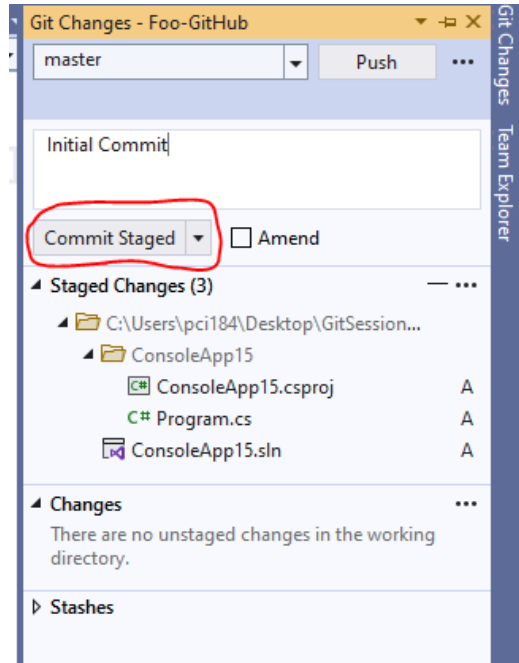 Git Changes - Foo-GitHub
master
Push
Initial Commit
Commit Staged
Amend
Staged Changes (3)
C:\Users\pci184\Desktop\GitSession...
ConsoleApp15
C# ConsoleApp15.csproj A
C# Program.cs A
ConsoleApp15.sln A
Changes
There are no unstaged changes in the working
directory.
Stashes
Git Changes
Team Explorer